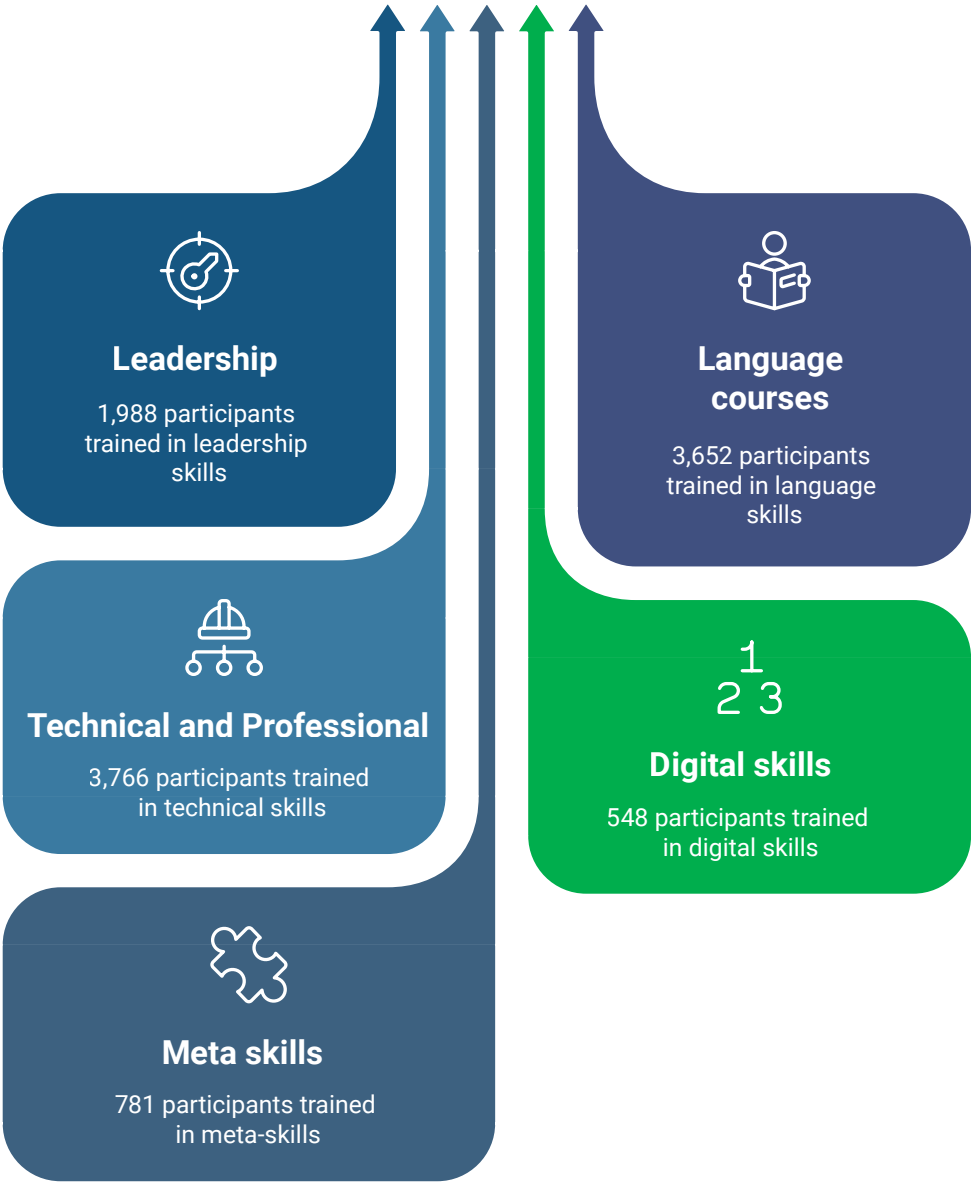 Leadership
1,988 participants
trained in leadership
skills
Language
courses
3,652 participants
trained in language
skills
Technical and Professional
3,766 participants trained
in technical skills
1
2 3
Digital skills
548 participants trained
in digital skills
Meta skills
781 participants trained
in meta-skills